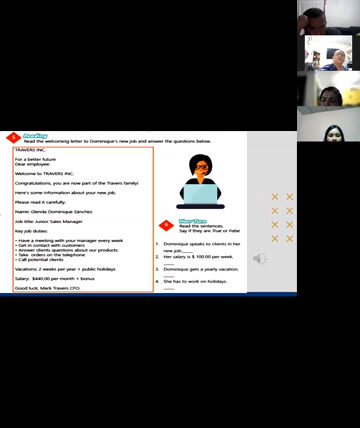 5
Reading
Read the welcoming letter to Dominique's new job and answer the questions below.
TRAVERS INC.
For a better future
Dear employee:
Welcome to TRAVERS INC.
Congratulations, you are now part of the Travers family!
Here's some information about your new job,
Please read it carefully.
Name: Glenda Dominique Sánchez
Job title: Junior Sales Manager
Key job duties:
• Have a meeting with your manager every week
• Get in contact with customers
• Answer clients questions about our products
• Take orders on the telephone
• Call potential clients
Vacations: 2 weeks per year + public holidays
Salary: $440,00 per month + bonus
Good luck, Mark Travers CFO.
6
Your Turn
Read the sentences.
Say if they are True or False
1. Dominique speaks to clients in her
new job.____
2. Her salary is $ 100.00 per week.
____
3. Dominique gets a yearly vacation.
____
4. She has to work on holidays.
____